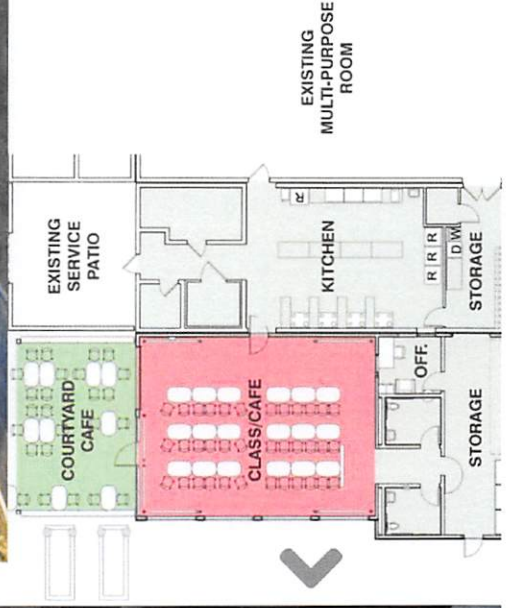 EXISTING
MULTI-PURPOSE
ROOM
EXISTING
SERVICE
PATIO
KITCHEN
R
R R R
D W
STORAGE
COURTYARD
CAFE
CLASS/CAFE
OFF.
STORAGE